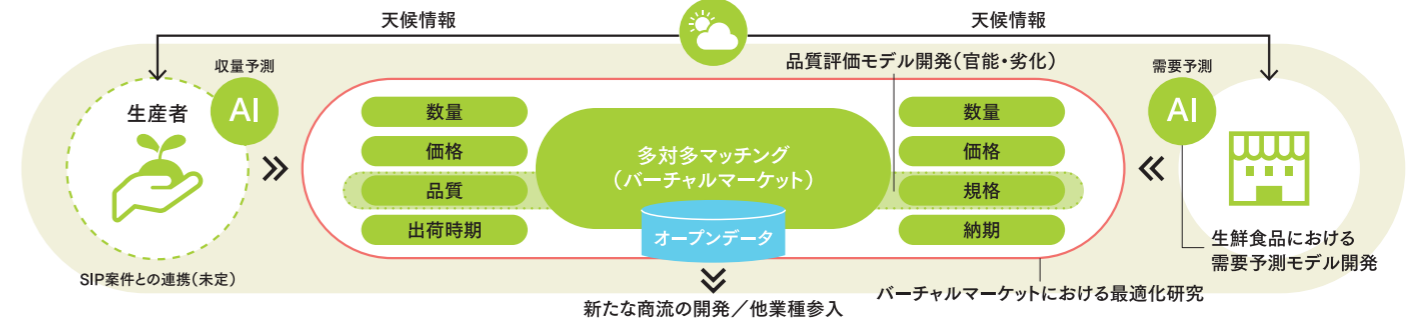 天候情報
天候情報
収量予測
AI
生産者
SIP案件との連携(未定)
数量
価格
品質
出荷時期
多対多マッチング
(バーチャルマーケット)
オープンデータ
品質評価モデル開発(官能・劣化)
数量
価格
規格
納期
需要予測
AI
生鮮食品における
需要予測モデル開発
バーチャルマーケットにおける最適化研究
新たな商流の開発/他業種参入